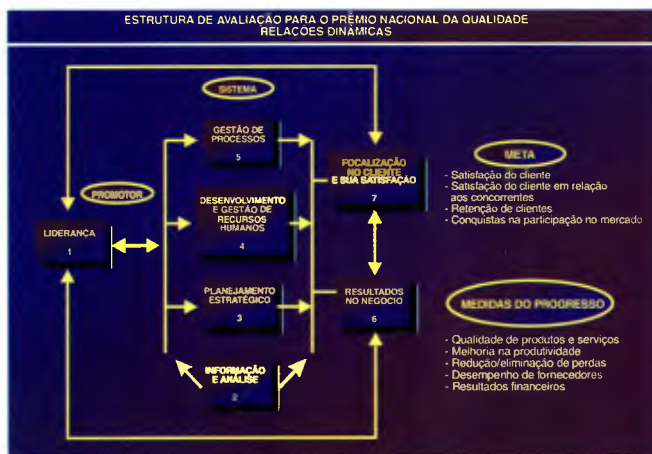 ESTRUTURA DE AVALIAÇÃO PARA O PRÊMIO NACIONAL DA QUALIDADE
RELAÇÕES DINÂMICAS
SISTEMA
GESTÃO DE
PROCESSOS
5
FOCALIZAÇÃO
NO CLIENTE
E SUA SATISFAÇÃO
7
META
- Satisfação do cliente
- Satisfação do cliente em relação
aos concorrentes
- Retenção de clientes
- Conquistas na participação no mercado
PROMOTOR
LIDERANÇA
1
DESENVOLVIMENTO
E GESTÃO DE
RECURSOS
HUMANOS
4
PLANEJAMENTO
ESTRATÉGICO
3
RESULTADOS
NO NEGÓCIO
6
MEDIDAS DO PROGRESSO
- Qualidade de produtos e serviços
- Melhoria na produtividade
- Redução/eliminação de perdas
- Desempenho de fornecedores
- Resultados financeiros
INFORMAÇÃO
E ANÁLISE
2